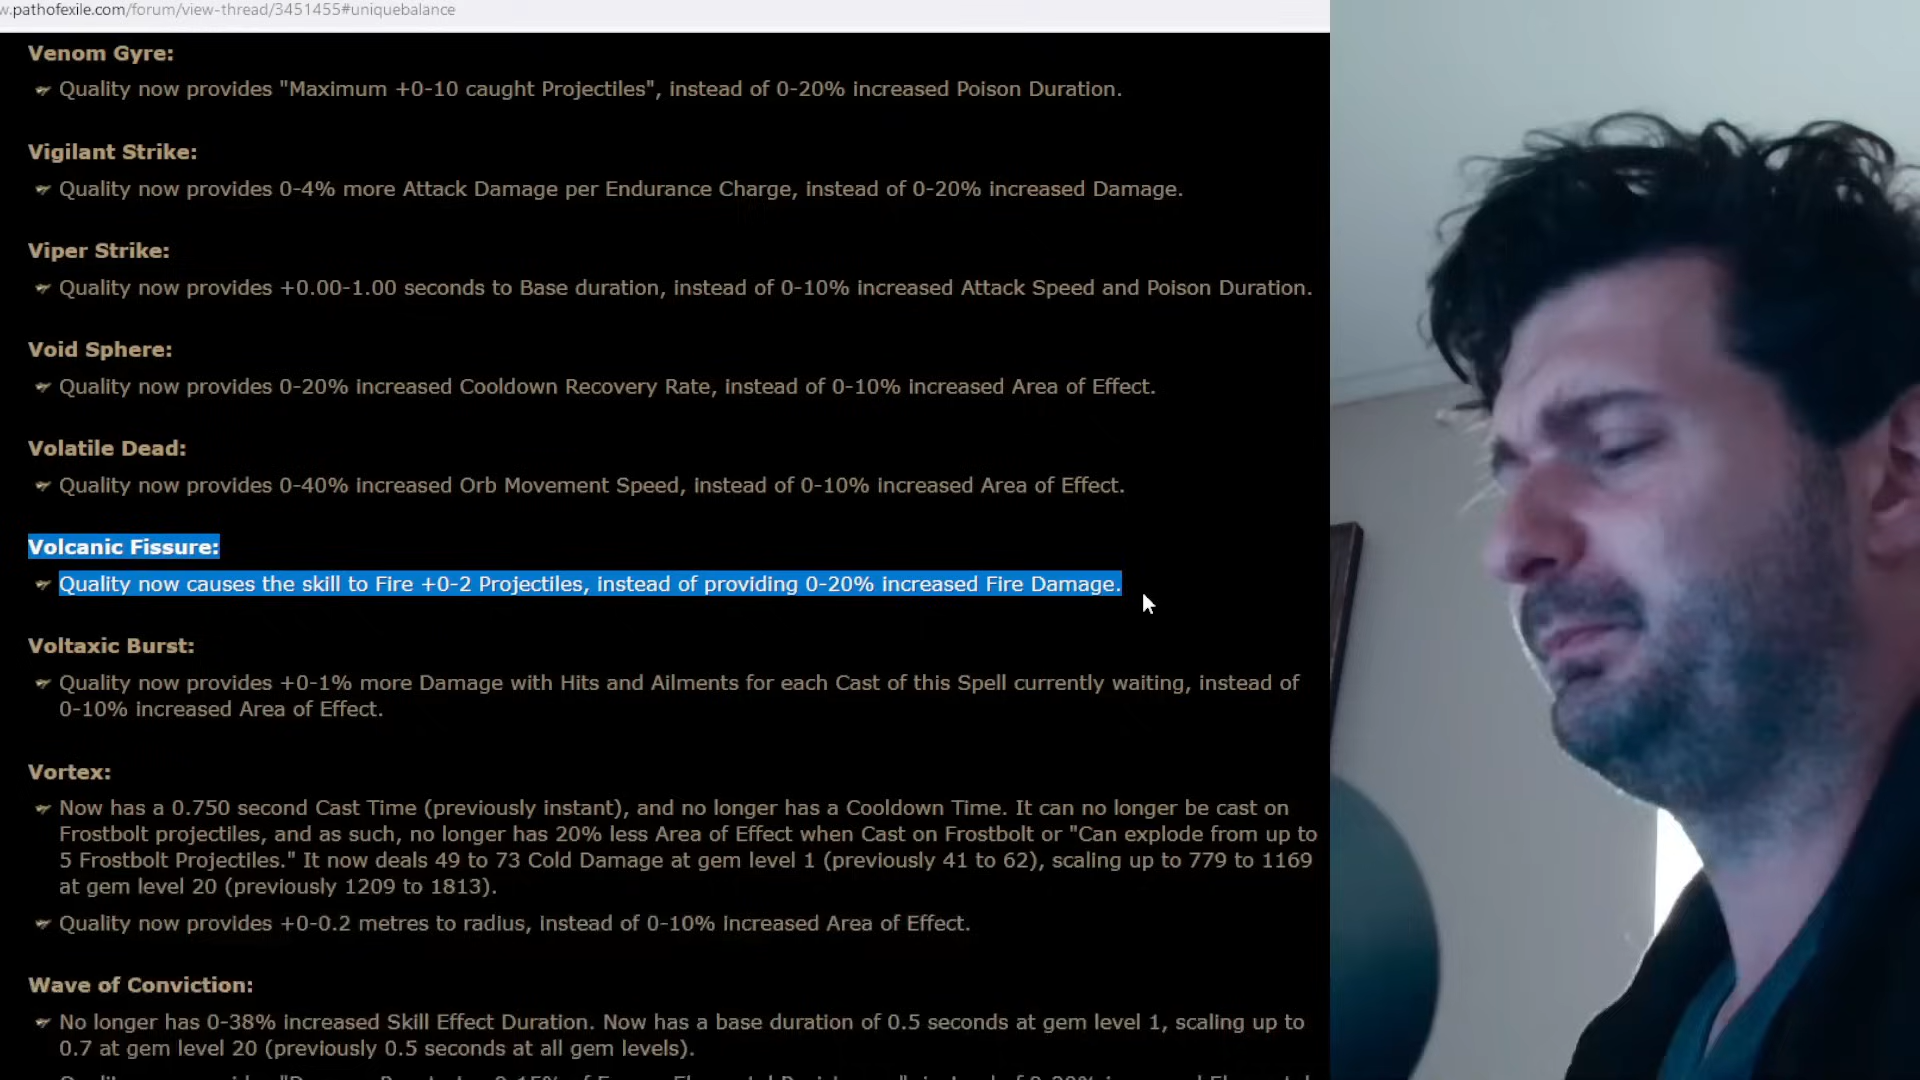 w.pathofexile.com/forum/view-thread/3451455#uniquebalance
Venom Gyre:
Quality now provides "Maximum +0-10 caught Projectiles", instead of 0-20% increased Poison Duration.
Vigilant Strike:
Quality now provides 0-4% more Attack Damage per Endurance Charge, instead of 0-20% increased Damage.
Viper Strike:
Quality now provides +0.00-1.00 seconds to Base duration, instead of 0-10% increased Attack Speed and Poison Duration.
Void Sphere:
Quality now provides 0-20% increased Cooldown Recovery Rate, instead of 0-10% increased Area of Effect.
Volatile Dead:
Quality now provides 0-40% increased Orb Movement Speed, instead of 0-10% increased Area of Effect.
Volcanic Fissure:
Quality now causes the skill to Fire +0-2 Projectiles, instead of providing 0-20% increased Fire Damage.
Voltaxic Burst:
Quality now provides +0-1% more Damage with Hits and Ailments for each Cast of this Spell currently waiting, instead of
0-10% increased Area of Effect.
Vortex:
Now has a 0.750 second Cast Time (previously instant), and no longer has a Cooldown Time. It can no longer be cast on
Frostbolt projectiles, and as such, no longer has 20% less Area of Effect when Cast on Frostbolt or "Can explode from up to
5 Frostbolt Projectiles." It now deals 49 to 73 Cold Damage at gem level 1 (previously 41 to 62), scaling up to 779 to 1169
at gem level 20 (previously 1209 to 1813).
Quality now provides +0-0.2 metres to radius, instead of 0-10% increased Area of Effect.
Wave of Conviction:
No longer has 0-38% increased Skill Effect Duration. Now has a base duration of 0.5 seconds at gem level 1, scaling up to
0.7 at gem level 20 (previously 0.5 seconds at all gem levels).